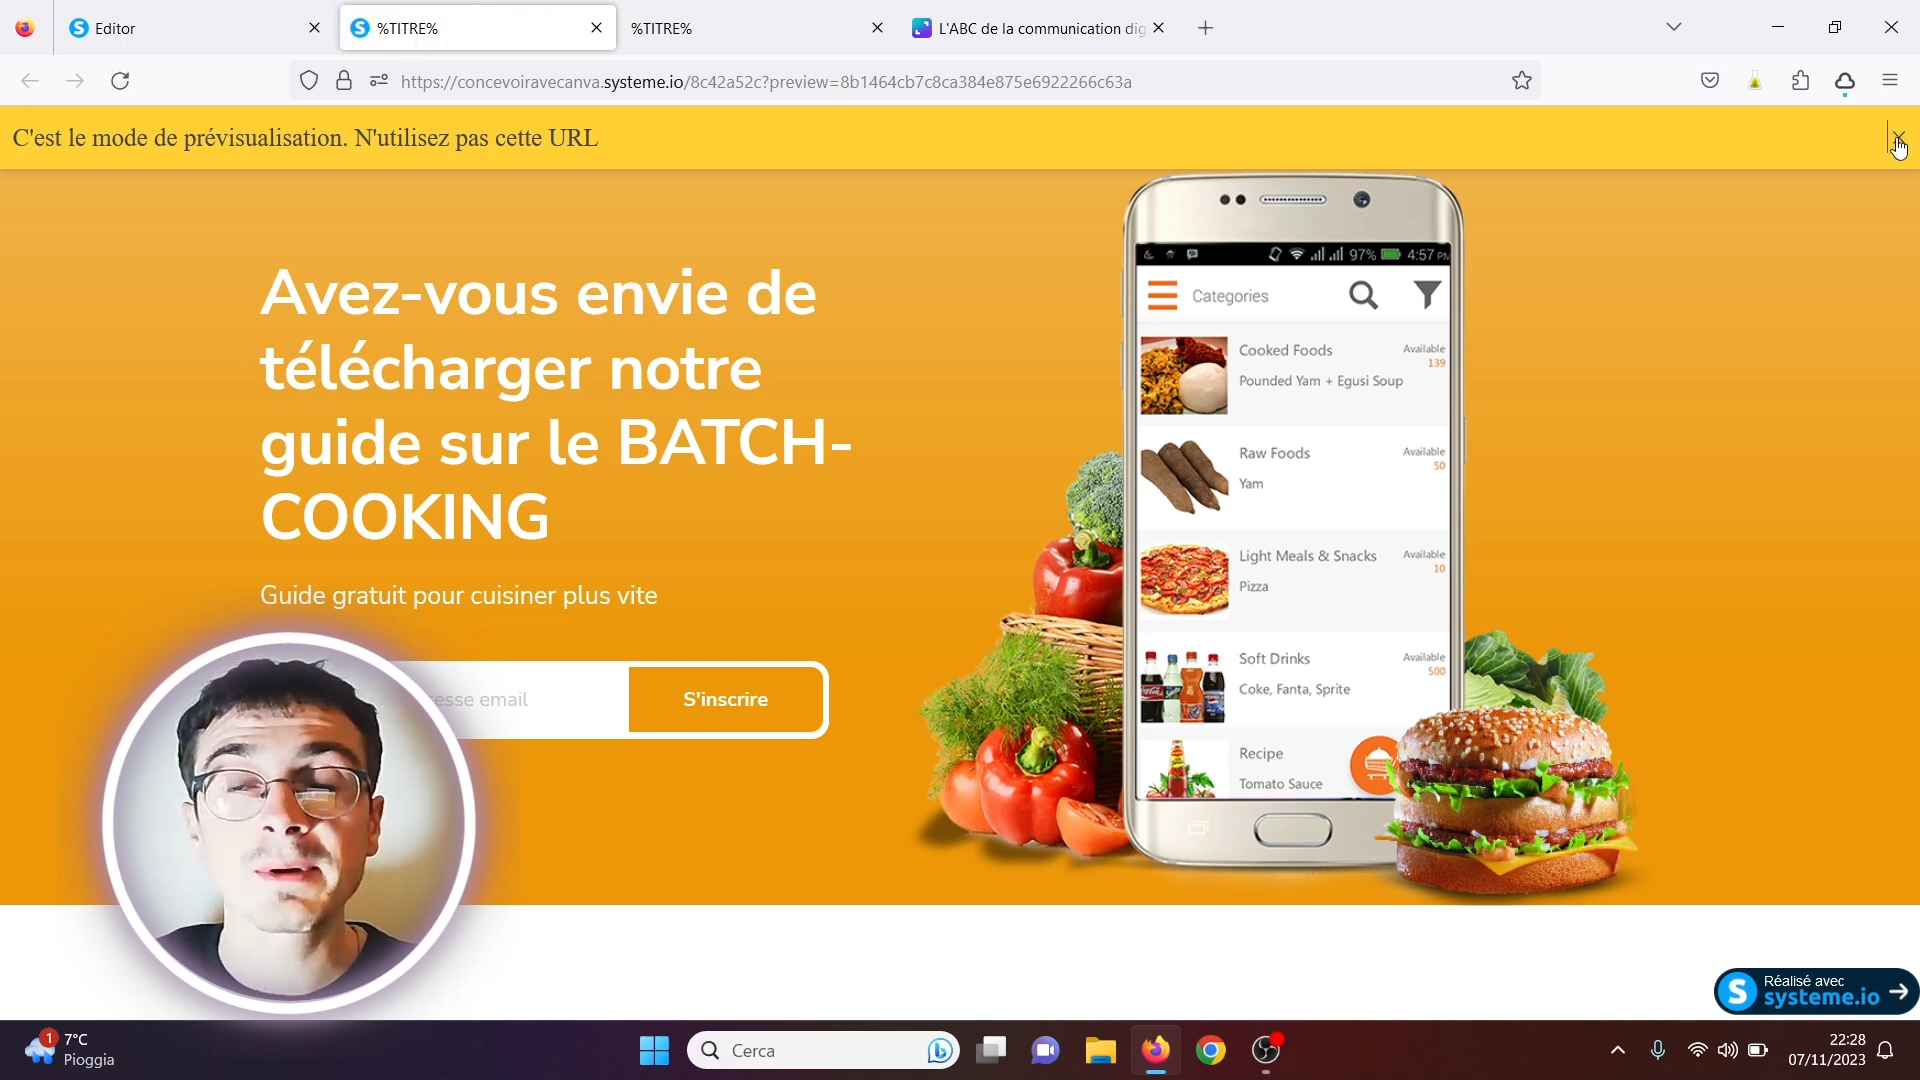 Editor
%TITRE%
%TITRE%
L'ABC de la communication dig
https://concevoiravecanva.systeme.io/8c42a52c?preview=8b1464cb7c8ca384e875e6922266c63a
C'est le mode de prévisualisation. N'utilisez pas cette URL
Avez-vous envie de
télécharger notre
guide sur le BATCH-
COOKING
Guide gratuit pour cuisiner plus vite
esse email
S'inscrire
97% 4:57 PM
Categories
Cooked Foods
Available
139
Pounded Yam + Egusi Soup
Raw Foods
Available
50
Yam
Light Meals & Snacks
Available
10
Pizza
Soft Drinks
Available
500
Coke, Fanta, Sprite
Recipe
Tomato Sauce
Réalisé avec
systeme.io
1
7°C
Pioggia
Cerca
22:28
07/11/2023